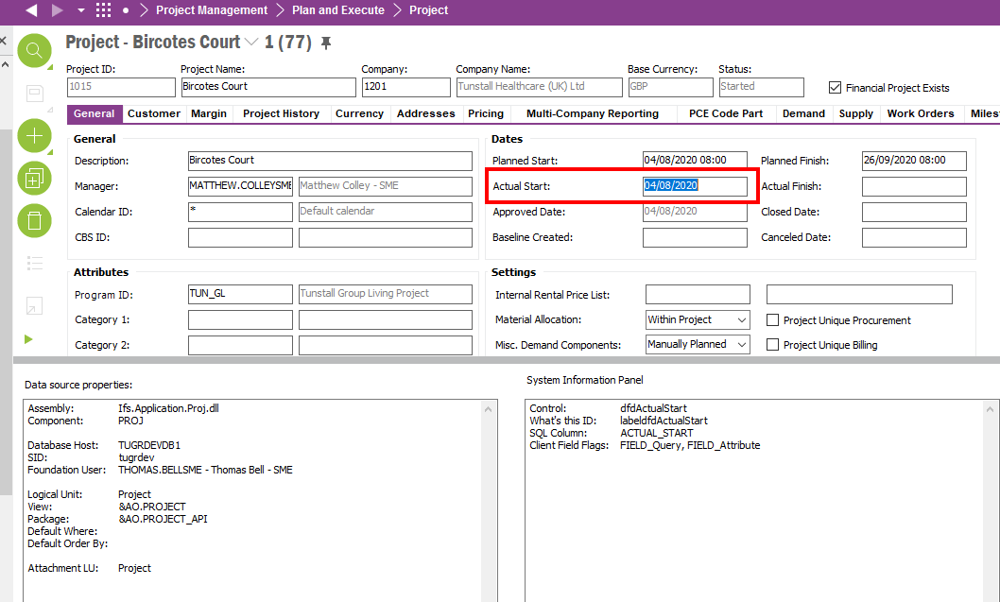 Project Management Plan and Execute Project
Project - Bircotes Court 1 (77)
Project ID: Project Name: Company: Company Name: Base Currency: Status:
1015 Bircotes Court 1201 Tunstall Healthcare (UK) Ltd GBP Started Financial Project Exists
General Customer Margin Project History Currency Addresses Pricing Multi-Company Reporting PCE Code Part Demand Supply Work Orders Miles
General Dates
Description: Bircotes Court Planned Start: 04/08/2020 08:00 Planned Finish: 26/09/2020 08:00
Manager: MATTHEW.COLLEYSME Matthew Colley - SME Actual Start: 04/08/2020 Actual Finish:
Calendar ID: * Default calendar Approved Date: 04/08/2020 Closed Date:
CBS ID: Baseline Created: Canceled Date:
Attributes Settings
Program ID: TUN_GL Tunstall Group Living Project Internal Rental Price List:
Category 1: Material Allocation: Within Project Project Unique Procurement
Category 2: Misc. Demand Components: Manually Planned Project Unique Billing
Data source properties:
Assembly: Ifs.Application.Proj.dll
Component: PROJ
Database Host: TUGRDEVDB1
SID: tugrdev
Foundation User: THOMAS.BELLSME - Thomas Bell - SME
Logical Unit: Project
View: &AO.PROJECT
Package: &AO.PROJECT_API
Default Where:
Default Order By:
Attachment LU: Project
System Information Panel
Control: dfdActualStart
What's this ID: labeldfdActualStart
SQL Column: ACTUAL_START
Client Field Flags: FIELD_Query, FIELD_Attribute